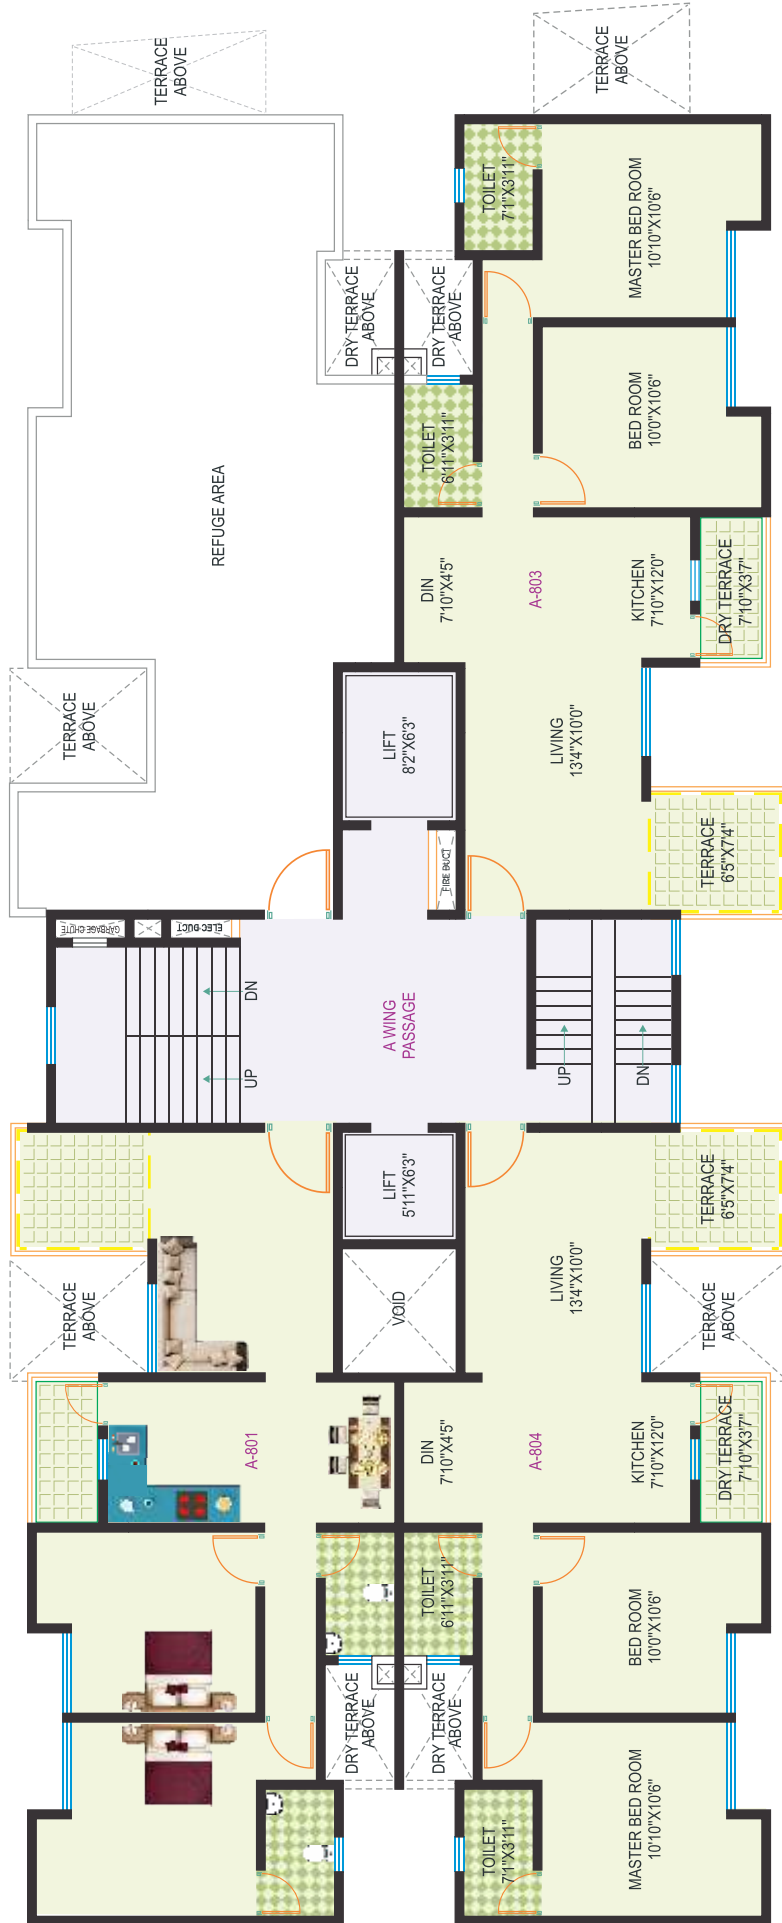 TERRACE
ABOVE
TERRACE
ABOVE
TOILET
7'1"X3'11"
MASTER BED ROOM
10'10"X10'6"
DRY TERRACE
ABOVE
DRY TERRACE
ABOVE
TOILET
6'11"X3'11"
BED ROOM
10'0"X10'6"
REFUGE AREA
DIN
7'10"X4'5"
A-803
KITCHEN
7'10"X12'0"
DRY TERRACE
7'10"X3'7"
TERRACE
ABOVE
LIFT
8'2"X6'3"
LIVING
13'4"X10'0"
TERRACE
6'5"X7'4"
FIRE DUCT
GARBAGE CHUTE
ELEC DUCT
DN
UP
A WING
PASSAGE
UP
DN
LIFT
5'11"X6'3"
TERRACE
6'5"X7'4"
TERRACE
ABOVE
VOID
LIVING
13'4"X10'0"
TERRACE
ABOVE
A-801
DIN
7'10"X4'5"
A-804
KITCHEN
7'10"X12'0"
DRY TERRACE
7'10"X3'7"
TOILET
6'11"X3'11"
BED ROOM
10'0"X10'6"
DRY TERRACE
ABOVE
DRY TERRACE
ABOVE
TOILET
7'1"X3'11"
MASTER BED ROOM
10'10"X10'6"